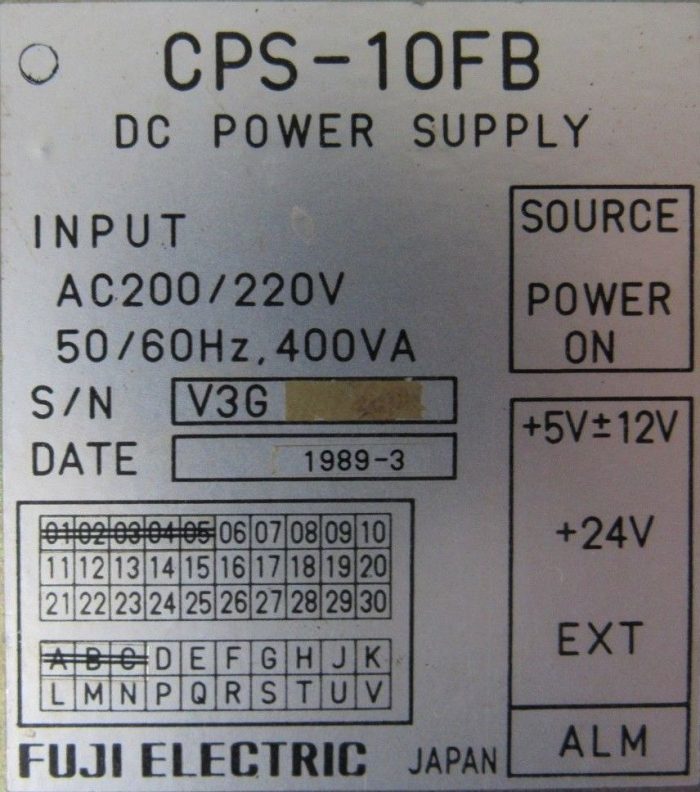 CPS-10FB
DC POWER SUPPLY
INPUT
AC200/220V
50/60Hz, 400VA
S/N V3G
DATE 1989-3
01 02 03 04 05 06 07 08 09 10
11 12 13 14 15 16 17 18 19 20
21 22 23 24 25 26 27 28 29 30
A B C D E F G H J K
L M N P Q R S T U V
FUJI ELECTRIC JAPAN
SOURCE
POWER
ON
+5V±12V
+24V
EXT
ALM